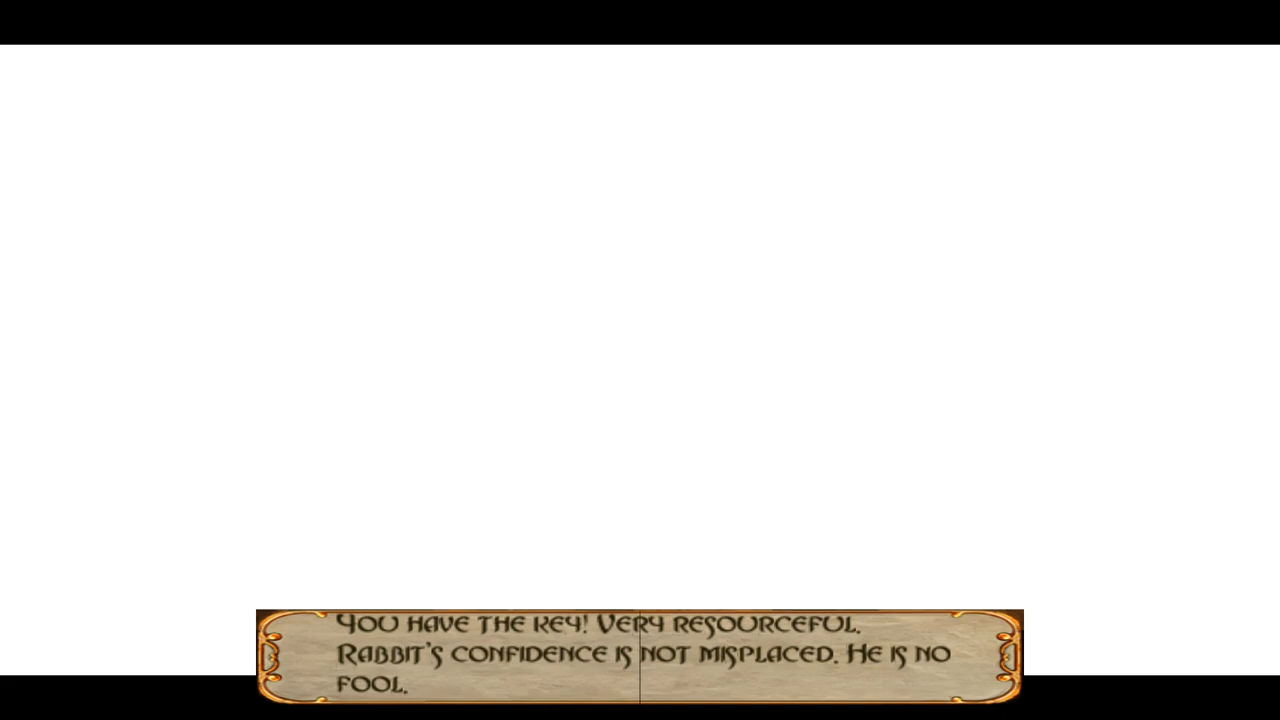 You have the key! Very resourceful.
Rabbit's confidence is not misplaced. He is no
fool.